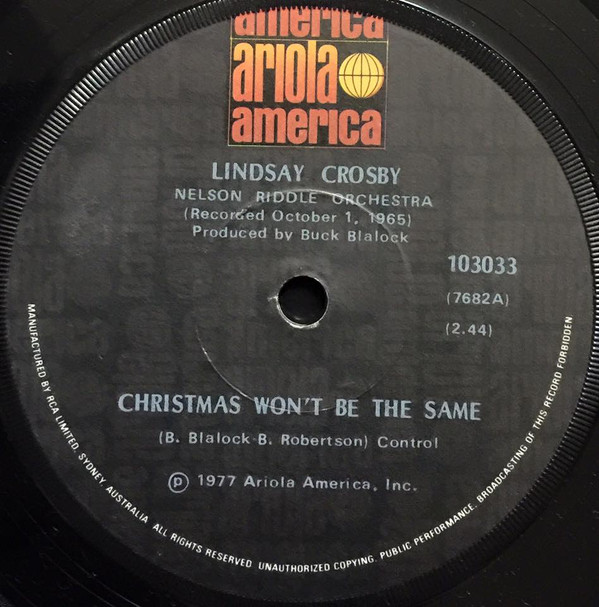 america
ariola
america
LINDSAY CROSBY
NELSON RIDDLE ORCHESTRA
(Recorded October 1, 1965)
Produced by Buck Blalock
103033
(7682A)
(2.44)
CHRISTMAS WON'T BE THE SAME
(B. Blalock-B. Robertson) Control
℗ 1977 Ariola America, Inc.
MANUFACTURED BY RCA LIMITED, SYDNEY, AUSTRALIA. ALL RIGHTS RESERVED. UNAUTHORIZED COPYING, PUBLIC PERFORMANCE, BROADCASTING OF THIS RECORD FORBIDDEN